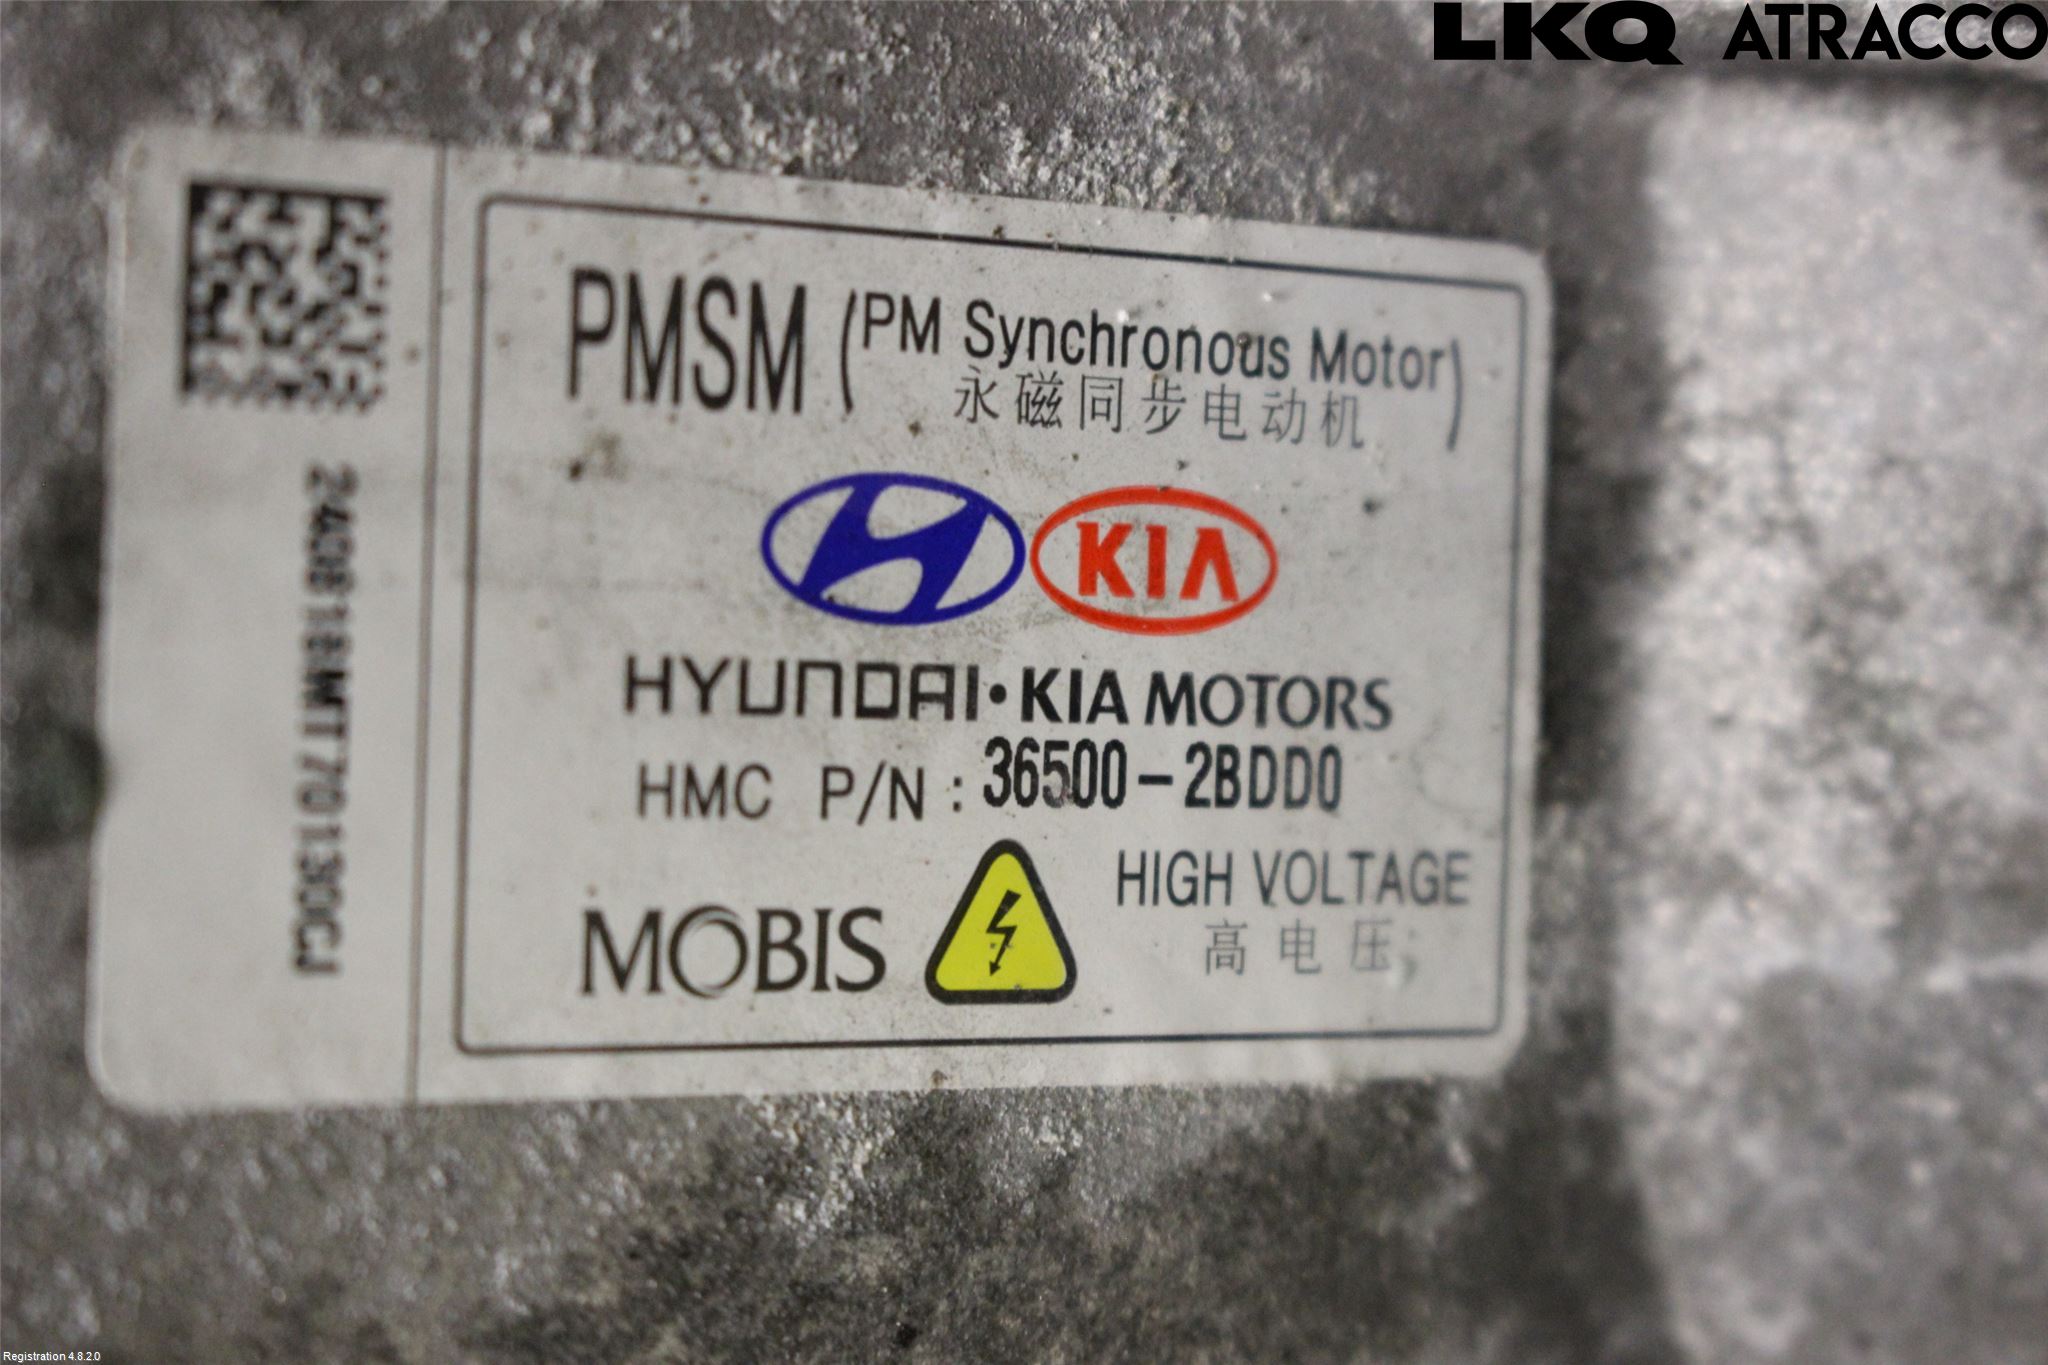 LKQ ATRACCO
PMSM (PM Synchronous Motor)
永磁同步电动机
KIA
HYUNDAI·KIA MOTORS
HMC P/N : 36500-2BDD0
MOBIS
HIGH VOLTAGE
高电压;
Registration 4.8.2.0